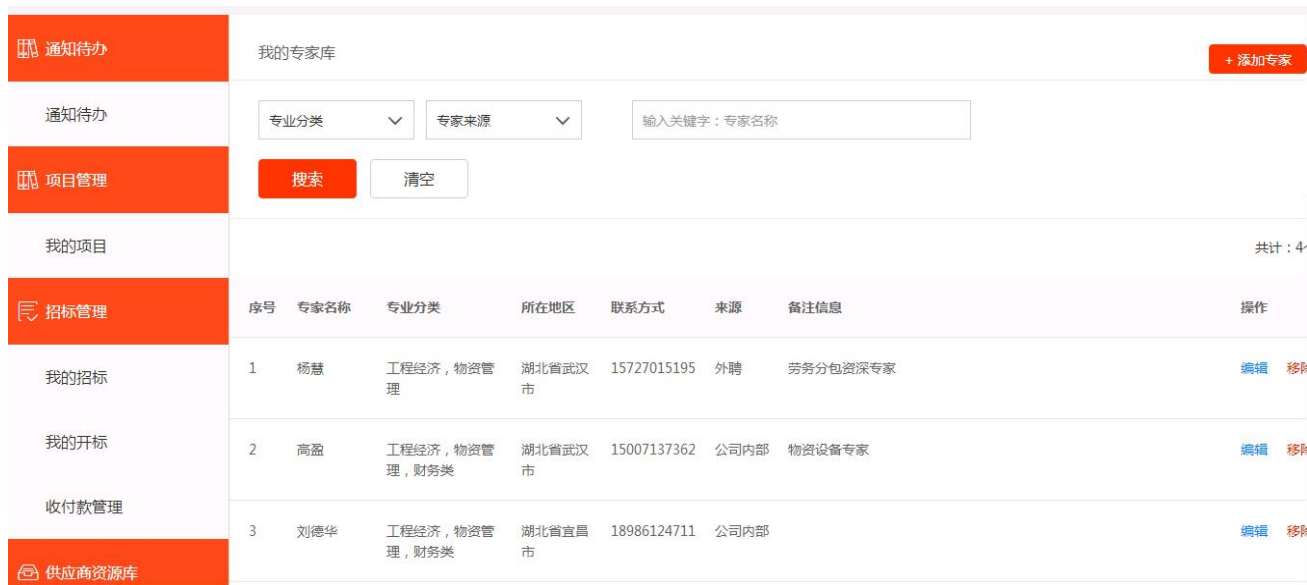 通知待办
通知待办
项目管理
我的项目
招标管理
我的招标
我的开标
收付款管理
供应商资源库
我的专家库
+ 添加专家
专业分类
专家来源
输入关键字：专家名称
搜索
清空
共计：4
序号 专家名称 专业分类 所在地区 联系方式 来源 备注信息 操作
1 杨慧 工程经济，物资管 湖北省武汉 15727015195 外聘 劳务分包资深专家 编辑 移除
理 市
2 高盈 工程经济，物资管 湖北省武汉 15007137362 公司内部 物资设备专家 编辑 移除
理，财务类 市
3 刘德华 工程经济，物资管 湖北省宜昌 18986124711 公司内部 编辑 移除
理，财务类 市